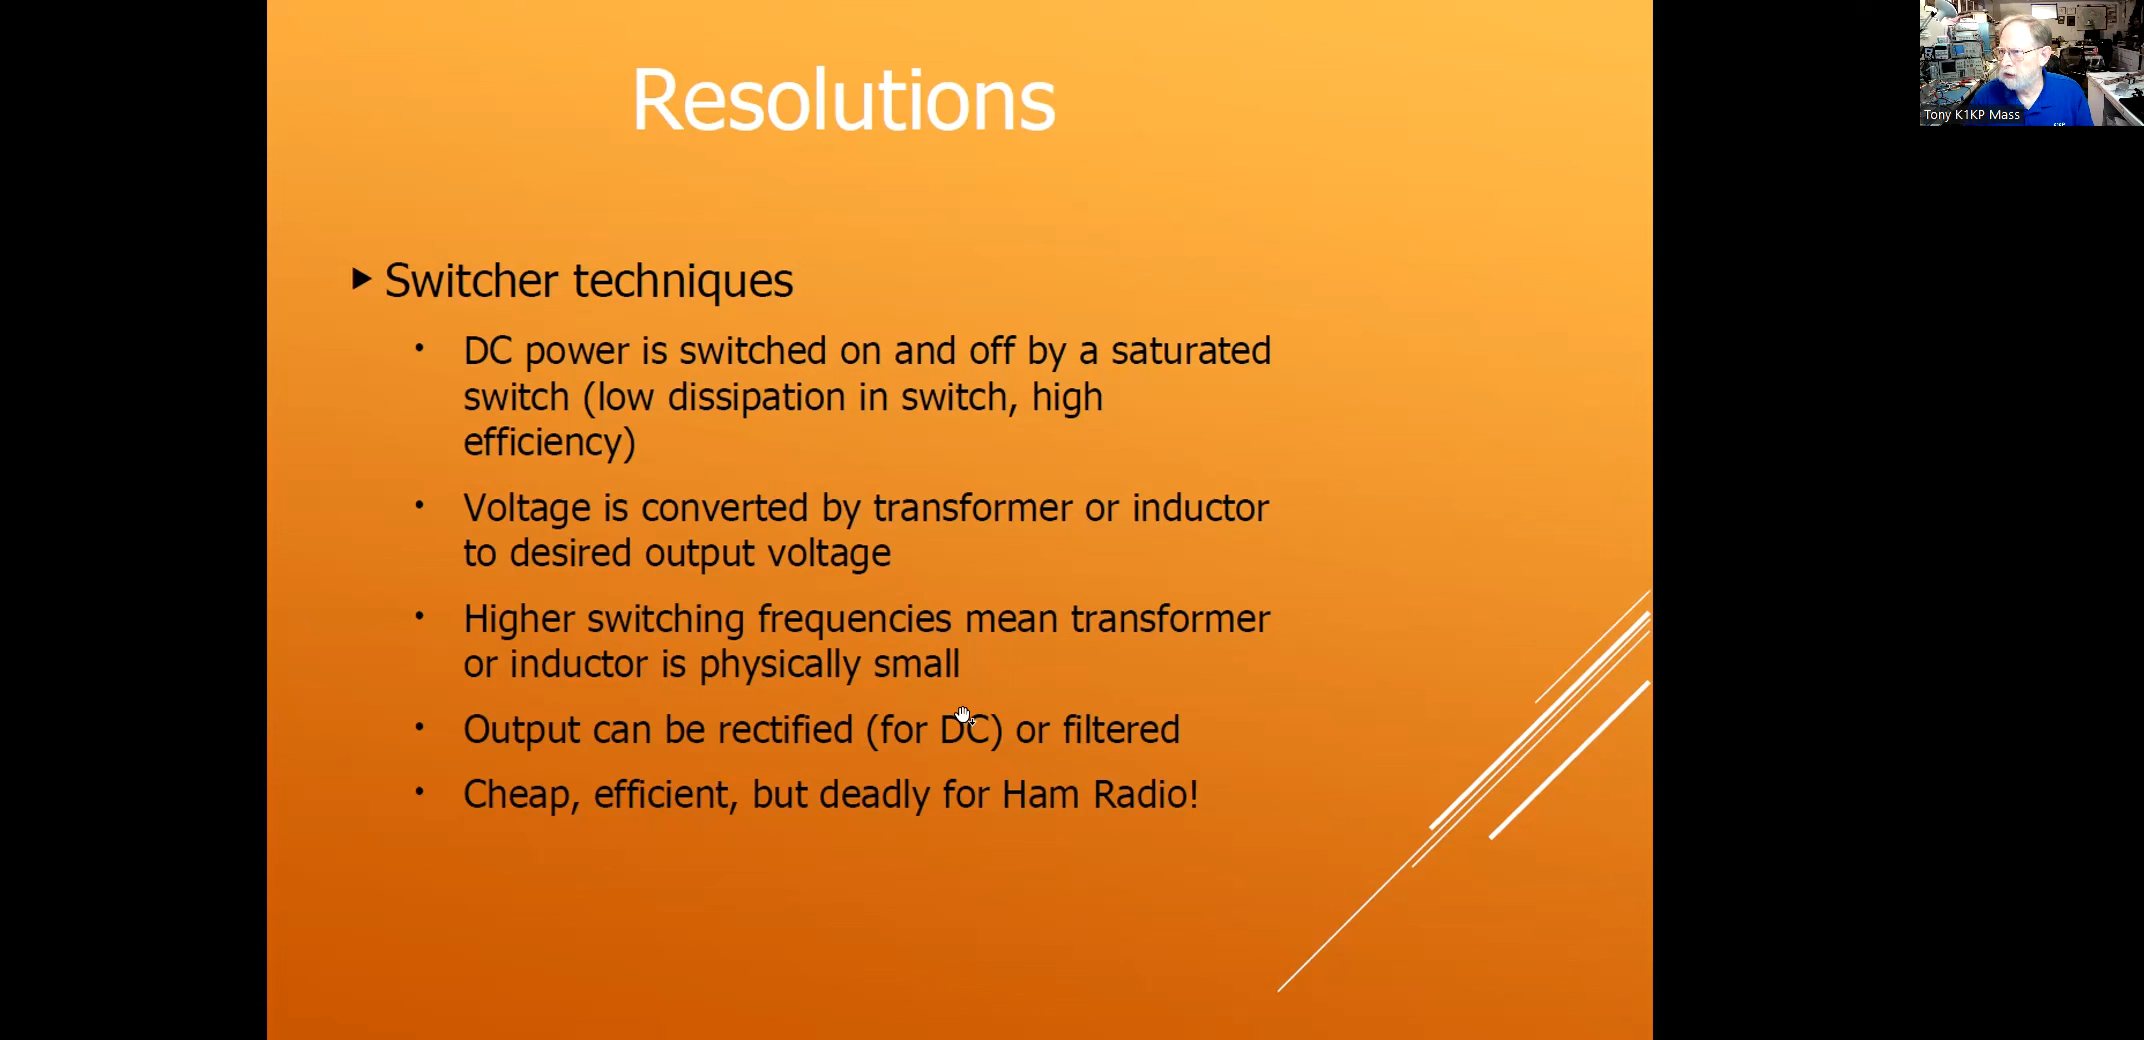 Resolutions
Switcher techniques
DC power is switched on and off by a saturated
switch (low dissipation in switch, high
efficiency)
Voltage is converted by transformer or inductor
to desired output voltage
Higher switching frequencies mean transformer
or inductor is physically small
Output can be rectified (for DC) or filtered
Cheap, efficient, but deadly for Ham Radio!
Tony K1KP Mass